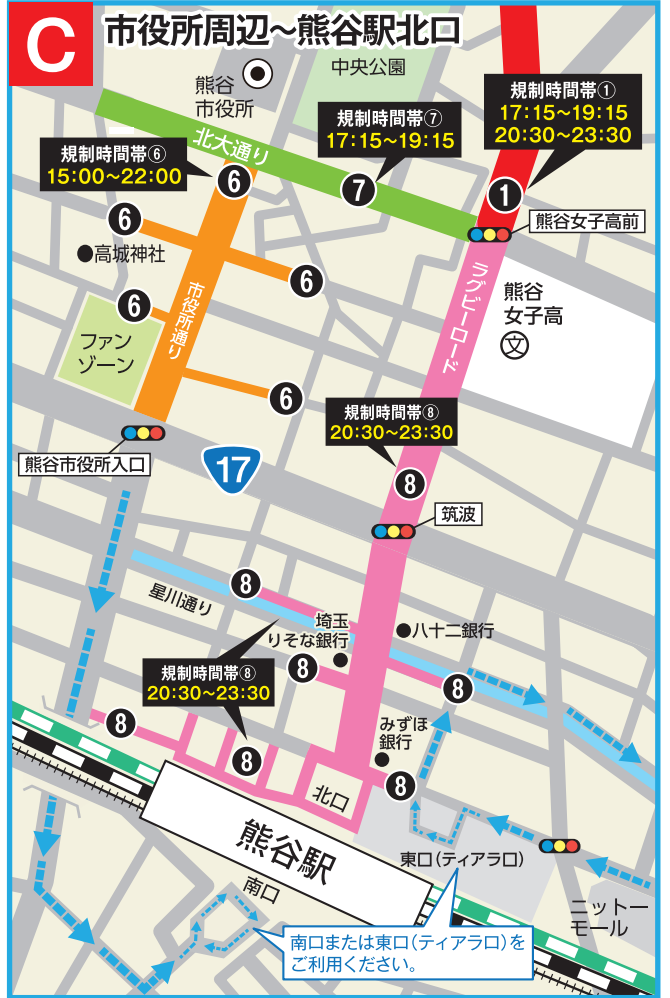 C
市役所周辺～熊谷駅北口
熊谷
市役所
中央公園
規制時間帯①
17:15～19:15
20:30～23:30
規制時間帯⑦
17:15～19:15
規制時間帯⑥
15:00～22:00
北大通り
6
7
1
熊谷女子高前
6
高城神社
6
6
市役所通り
ラグビーロード
熊谷
女子高
文
ファン
ゾーン
6
規制時間帯⑧
20:30～23:30
熊谷市役所入口
17
8
筑波
8
星川通り
埼玉
りそな銀行
八十二銀行
規制時間帯⑧
20:30～23:30
8
8
8
みずほ
銀行
8
8
北口
熊谷駅
東口(ティアラ口)
南口
ニットー
モール
南口または東口(ティアラ口)を
ご利用ください。